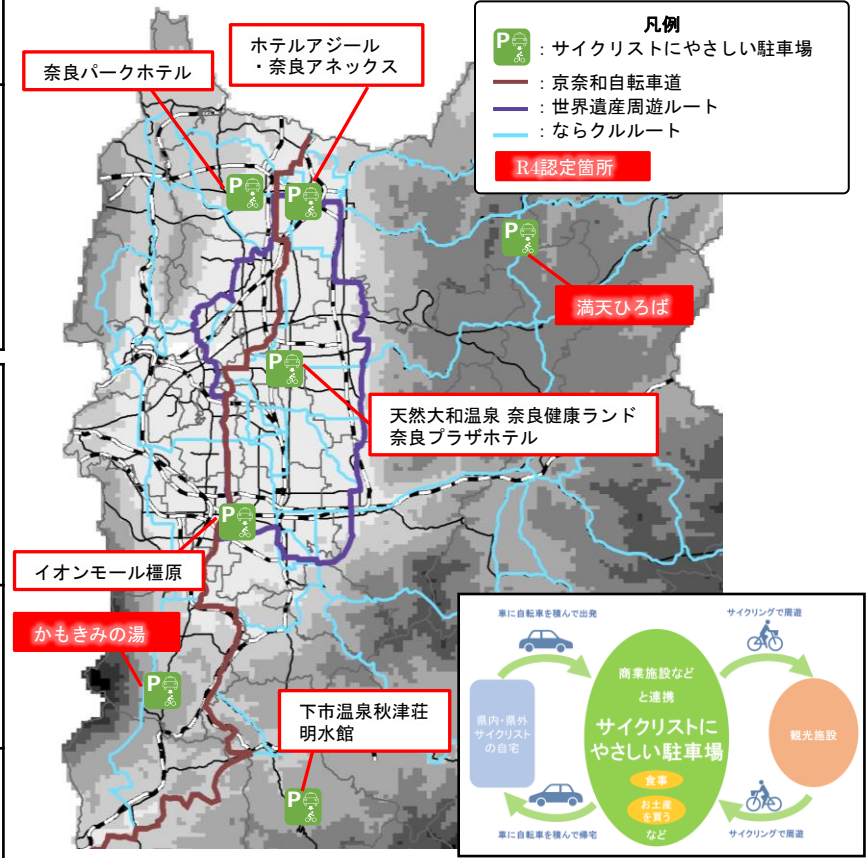 凡例
P : サイクリストにやさしい駐車場
: 京奈和自転車道
: 世界遺産周遊ルート
: ならクルルート
R4認定箇所
奈良パークホテル
ホテルアジール
・奈良アネックス
P
P
P
満天ひろば
P
天然大和温泉 奈良健康ランド
奈良プラザホテル
P
イオンモール橿原
かもきみの湯
P
下市温泉秋津荘
明水館
P
車に自転車を積んで出発
サイクリングで周遊
商業施設など
と連携
サイクリストに
やさしい駐車場
県内・県外
サイクリスト
の自宅
観光施設
食事
お土産
を買う
など
車に自転車を積んで帰宅
サイクリングで周遊